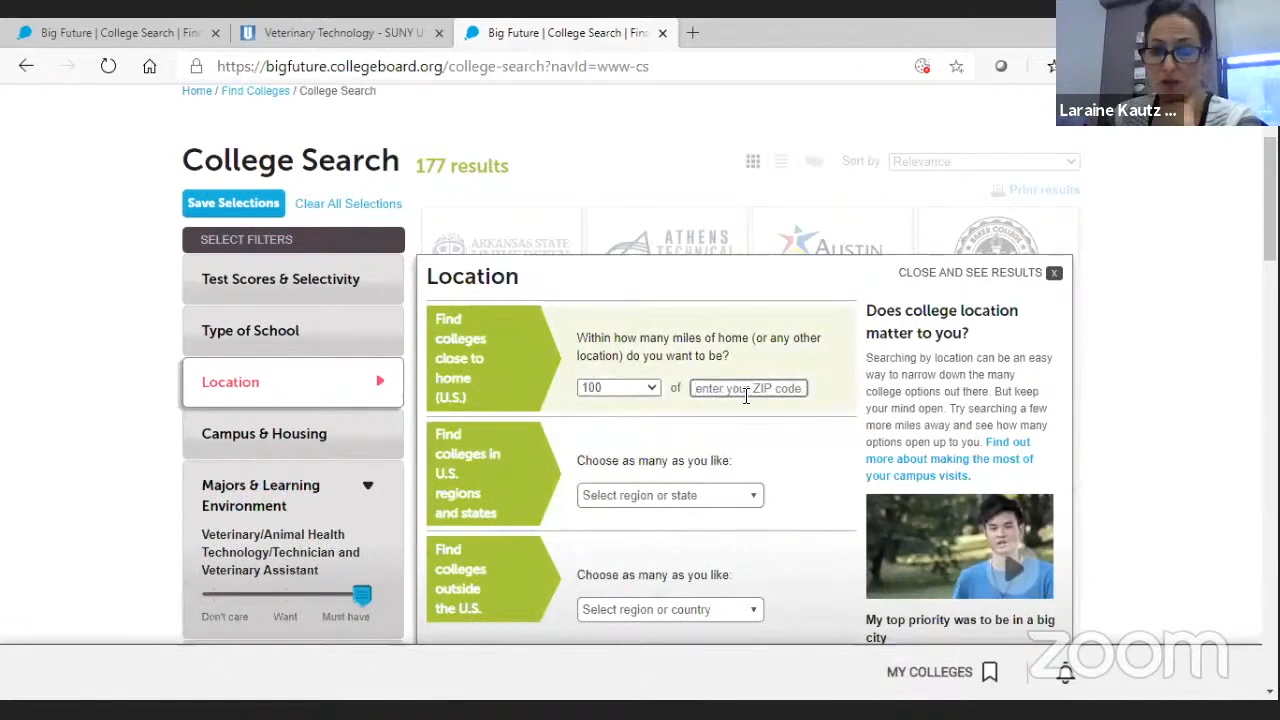 Big Future | College Search | Fin
Veterinary Technology - SUNY U
Big Future | College Search | Fin
https://bigfuture.collegeboard.org/college-search?navId=www-cs
Laraine Kautz ...
Home / Find Colleges / College Search
College Search
177 results
Sort by
Relevance
Print results
Save Selections
Clear All Selections
SELECT FILTERS
Test Scores & Selectivity
Type of School
Location
Campus & Housing
Majors & Learning
Environment
Veterinary/Animal Health
Technology/Technician and
Veterinary Assistant
Don't care
Want
Must have
ARKANSAS STATE
ATHENS
TECHNICAL
AUSTIN
Location
CLOSE AND SEE RESULTS x
Find
colleges
close to
home
(U.S.)
Within how many miles of home (or any other
location) do you want to be?
100
of
enter your ZIP code
Find
colleges in
U.S.
regions
and states
Choose as many as you like:
Select region or state
Find
colleges
outside
the U.S.
Choose as many as you like:
Select region or country
Does college location
matter to you?
Searching by location can be an easy
way to narrow down the many
college options out there. But keep
your mind open. Try searching a few
more miles away and see how many
options open up to you. Find out
more about making the most of
your campus visits.
My top priority was to be in a big
city
MY COLLEGES
zoom